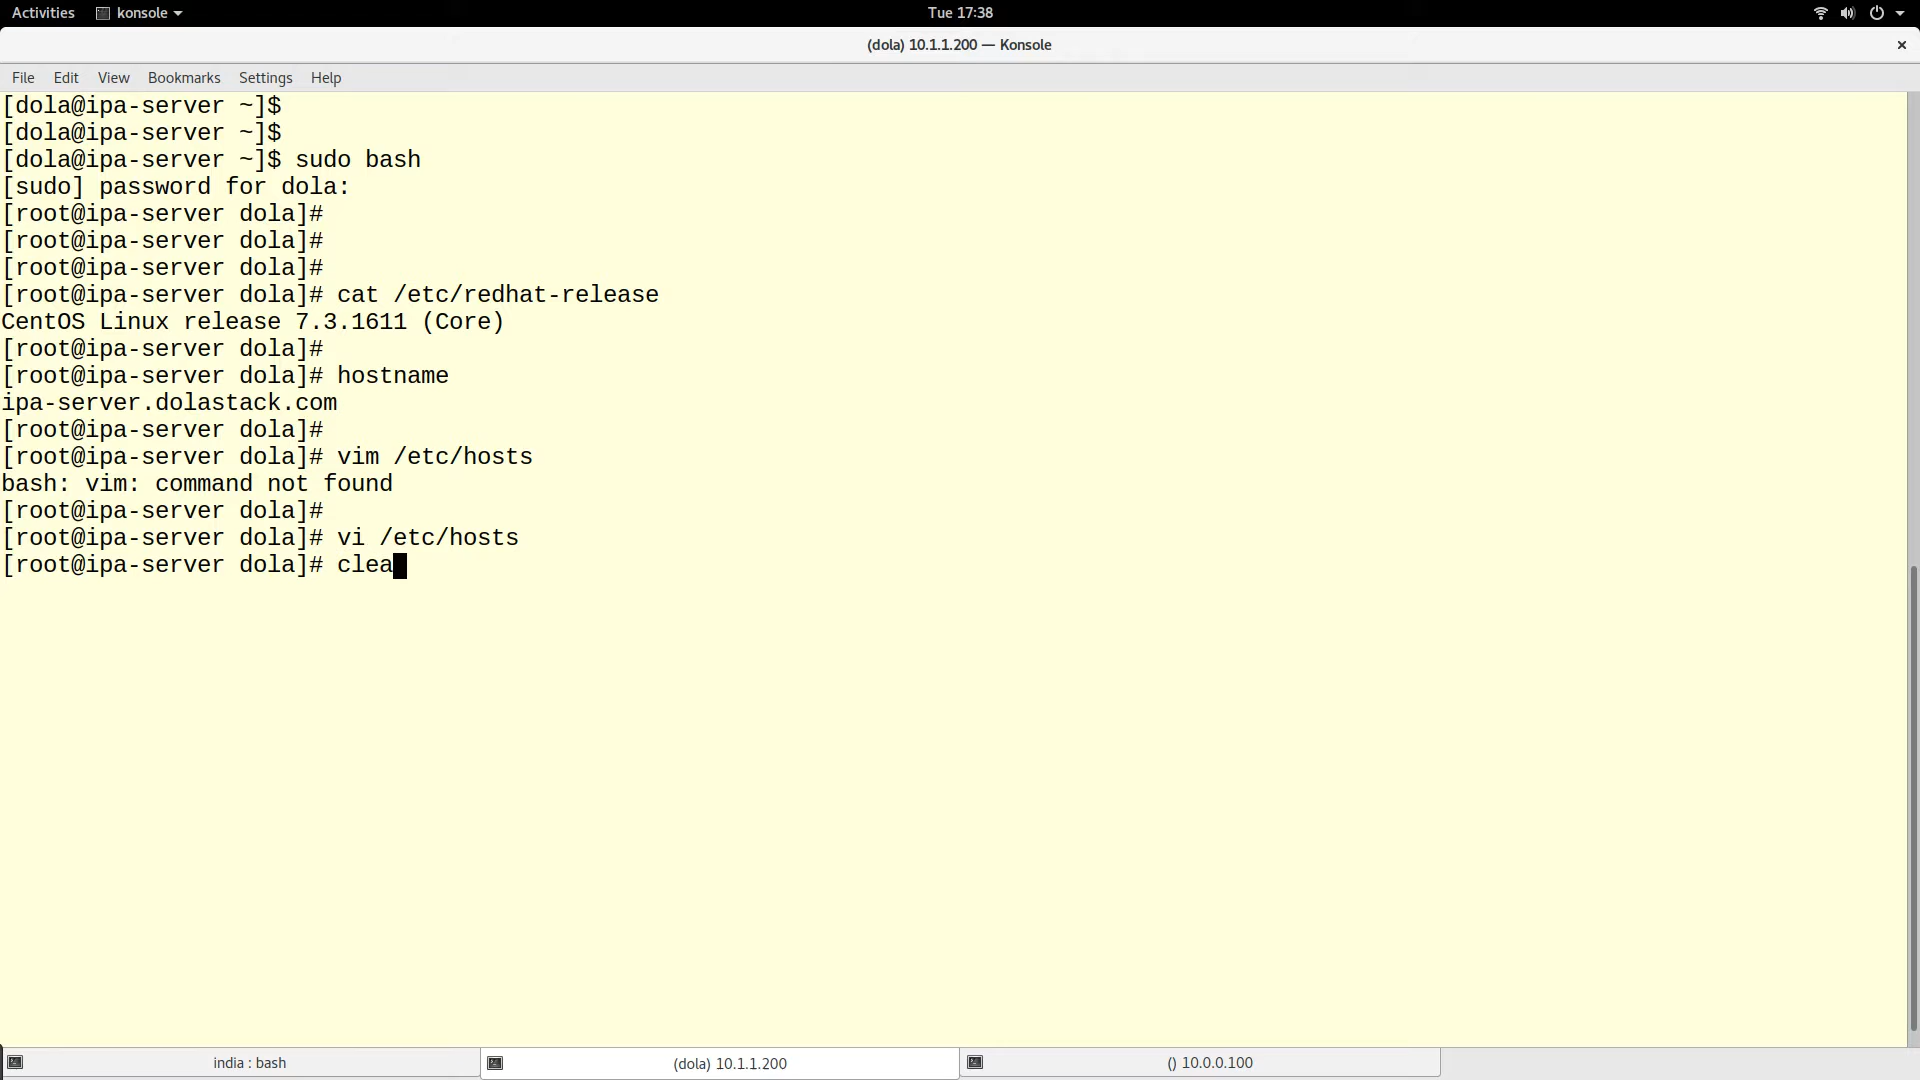 Activities konsole Tue 17:38
(dola) 10.1.1.200 — Konsole
File Edit View Bookmarks Settings Help
[dola@ipa-server ~]$
[dola@ipa-server ~]$
[dola@ipa-server ~]$ sudo bash
[sudo] password for dola:
[root@ipa-server dola]#
[root@ipa-server dola]#
[root@ipa-server dola]#
[root@ipa-server dola]# cat /etc/redhat-release
CentOS Linux release 7.3.1611 (Core)
[root@ipa-server dola]#
[root@ipa-server dola]# hostname
ipa-server.dolastack.com
[root@ipa-server dola]#
[root@ipa-server dola]# vim /etc/hosts
bash: vim: command not found
[root@ipa-server dola]#
[root@ipa-server dola]# vi /etc/hosts
[root@ipa-server dola]# clea
india : bash (dola) 10.1.1.200 () 10.0.0.100